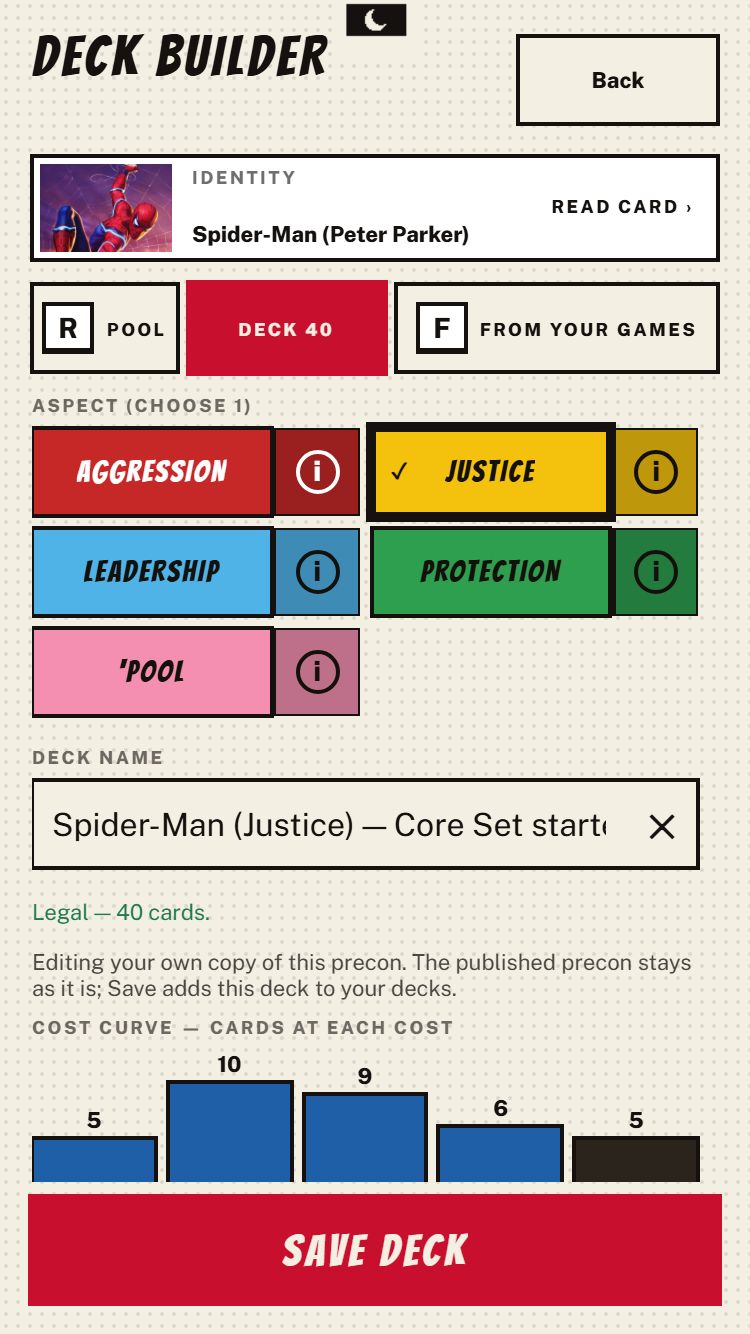 DECK BUILDER
Back
IDENTITY
Spider-Man (Peter Parker)
READ CARD ›
R POOL
DECK 40
F FROM YOUR GAMES
ASPECT (CHOOSE 1)
AGGRESSION i
✓ JUSTICE i
LEADERSHIP i
PROTECTION i
'POOL i
DECK NAME
Spider-Man (Justice) — Core Set starte
Legal — 40 cards.
Editing your own copy of this precon. The published precon stays
as it is; Save adds this deck to your decks.
COST CURVE — CARDS AT EACH COST
5 10 9 6 5
SAVE DECK